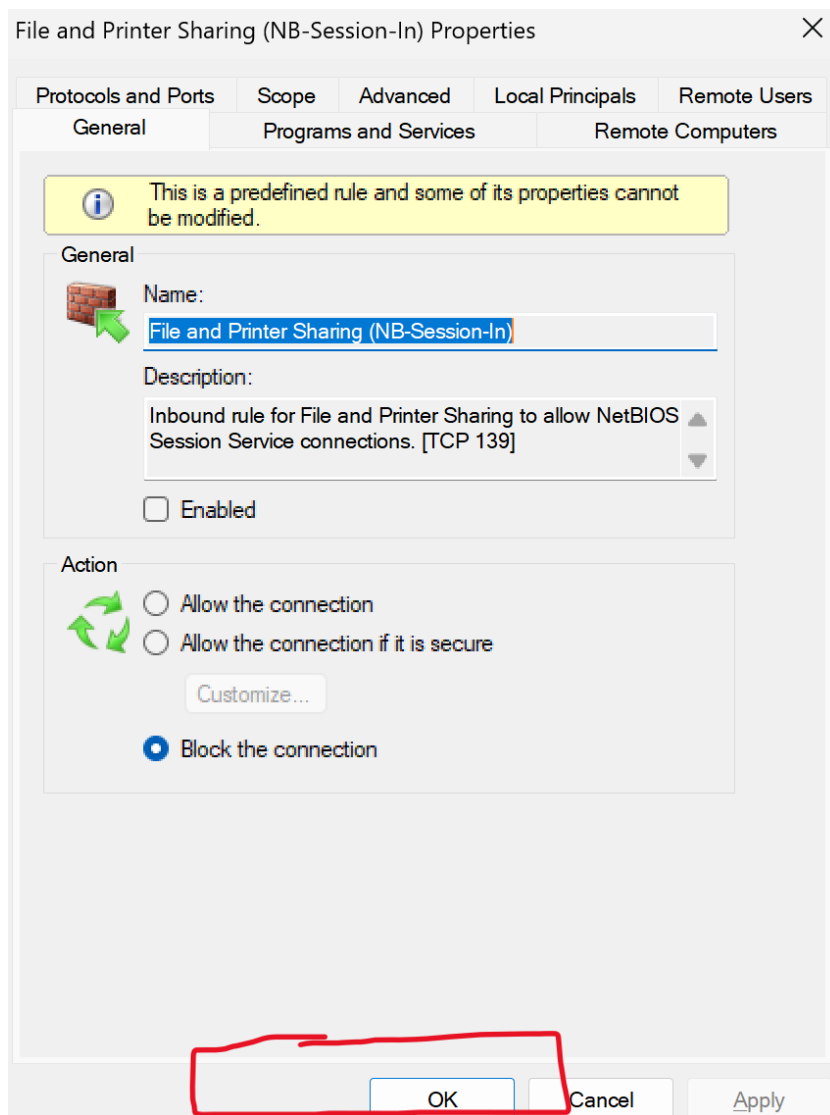 File and Printer Sharing (NB-Session-In) Properties
Protocols and Ports
Scope
Advanced
Local Principals
Remote Users
General
Programs and Services
Remote Computers
This is a predefined rule and some of its properties cannot
be modified.
General
Name:
File and Printer Sharing (NB-Session-In)
Description:
Inbound rule for File and Printer Sharing to allow NetBIOS
Session Service connections. [TCP 139]
Enabled
Action
Allow the connection
Allow the connection if it is secure
Customize...
Block the connection
OK
Cancel
Apply